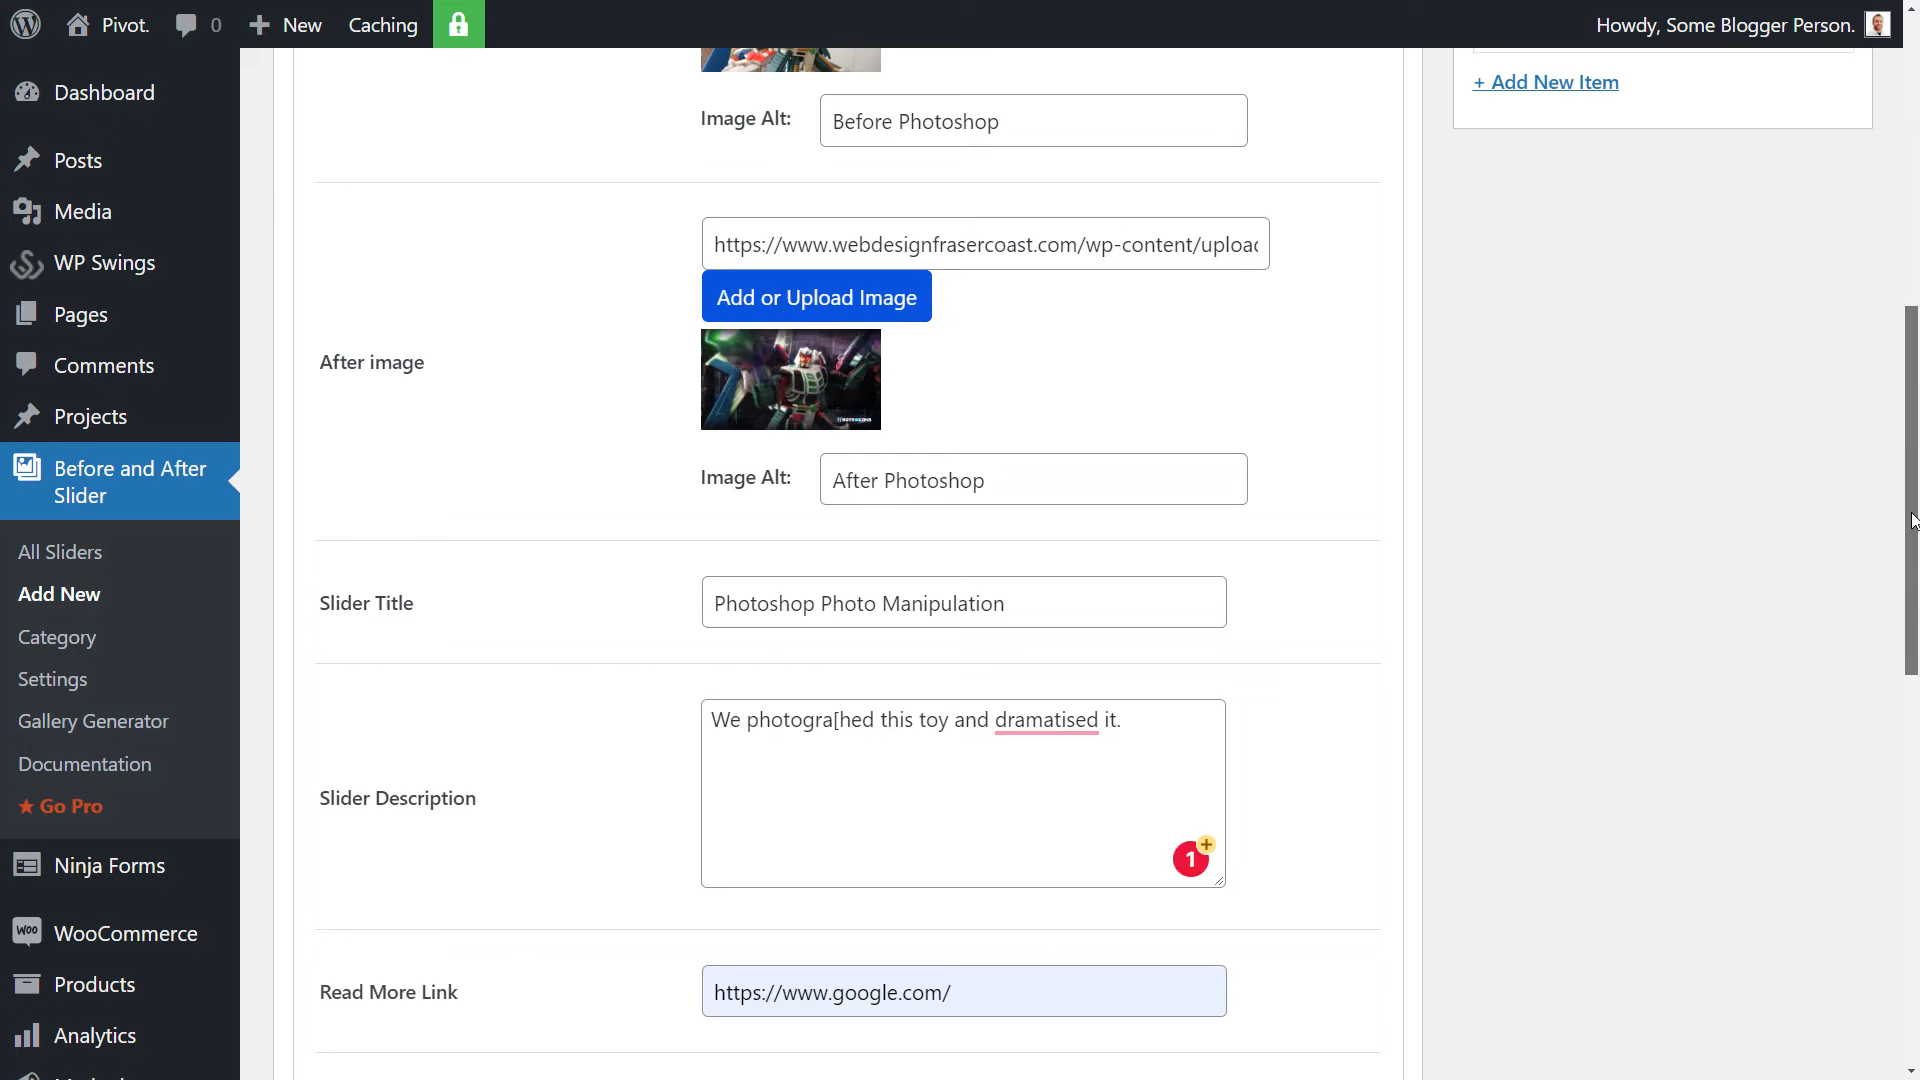 Pivot.
0
New
Caching
Howdy, Some Blogger Person.
Dashboard
Posts
Media
WP Swings
Pages
Comments
Projects
Before and After
Slider
All Sliders
Add New
Category
Settings
Gallery Generator
Documentation
★ Go Pro
Ninja Forms
WOO
WooCommerce
Products
Analytics
+ Add New Item
Image Alt:
Before Photoshop
https://www.webdesignfrasercoast.com/wp-content/uploac
Add or Upload Image
After image
Image Alt:
After Photoshop
Slider Title
Photoshop Photo Manipulation
Slider Description
We photogra[hed this toy and dramatised it.
1
+
Read More Link
https://www.google.com/